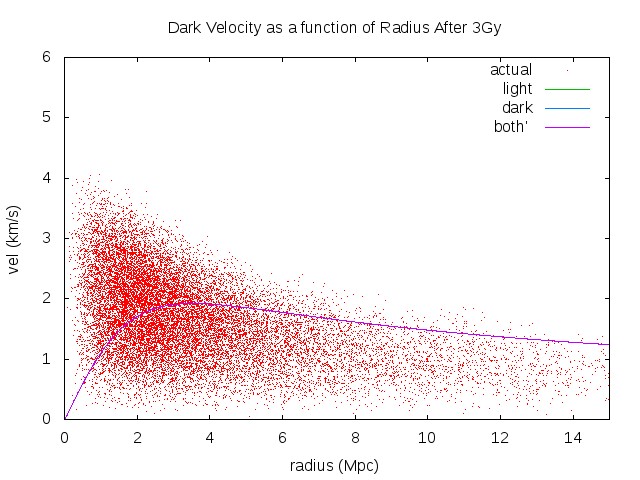 Dark Velocity as a function of Radius After 3Gy
actual
light
dark
both'
6
5
4
3
2
1
0
vel (km/s)
0 2 4 6 8 10 12 14
radius (Mpc)